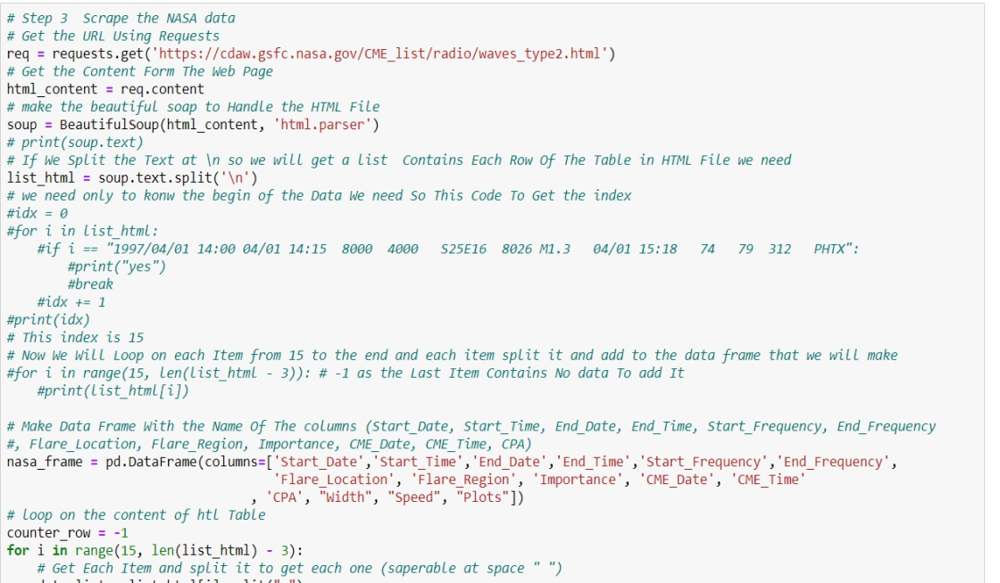 # Step 3  Scrape the NASA data
# Get the URL Using Requests
req = requests.get('https://cdaw.gsfc.nasa.gov/CME_list/radio/waves_type2.html')
# Get the Content Form The Web Page
html_content = req.content
# make the beautiful soap to Handle the HTML File
soup = BeautifulSoup(html_content, 'html.parser')
# print(soup.text)
# If We Split the Text at \n so we will get a list  Contains Each Row Of The Table in HTML File we need
list_html = soup.text.split('\n')
# we need only to konw the begin of the Data We need So This Code To Get the index
#idx = 0
#for i in list_html:
    #if i == "1997/04/01 14:00 04/01 14:15  8000  4000   S25E16  8026 M1.3   04/01 15:18   74   79  312   PHTX":
        #print("yes")
        #break
    #idx += 1
#print(idx)
# This index is 15
# Now We Will Loop on each Item from 15 to the end and each item split it and add to the data frame that we will make
#for i in range(15, len(list_html - 3)): # -1 as the Last Item Contains No data To add It
    #print(list_html[i])
# Make Data Frame With the Name Of The columns (Start_Date, Start_Time, End_Date, End_Time, Start_Frequency, End_Frequency
#, Flare_Location, Flare_Region, Importance, CME_Date, CME_Time, CPA)
nasa_frame = pd.DataFrame(columns=['Start_Date','Start_Time','End_Date','End_Time','Start_Frequency','End_Frequency',
                                   'Flare_Location', 'Flare_Region', 'Importance', 'CME_Date', 'CME_Time'
                                , 'CPA', "Width", "Speed", "Plots"])
# loop on the content of htl Table
counter_row = -1
for i in range(15, len(list_html) - 3):
    # Get Each Item and split it to get each one (saperable at space " ")